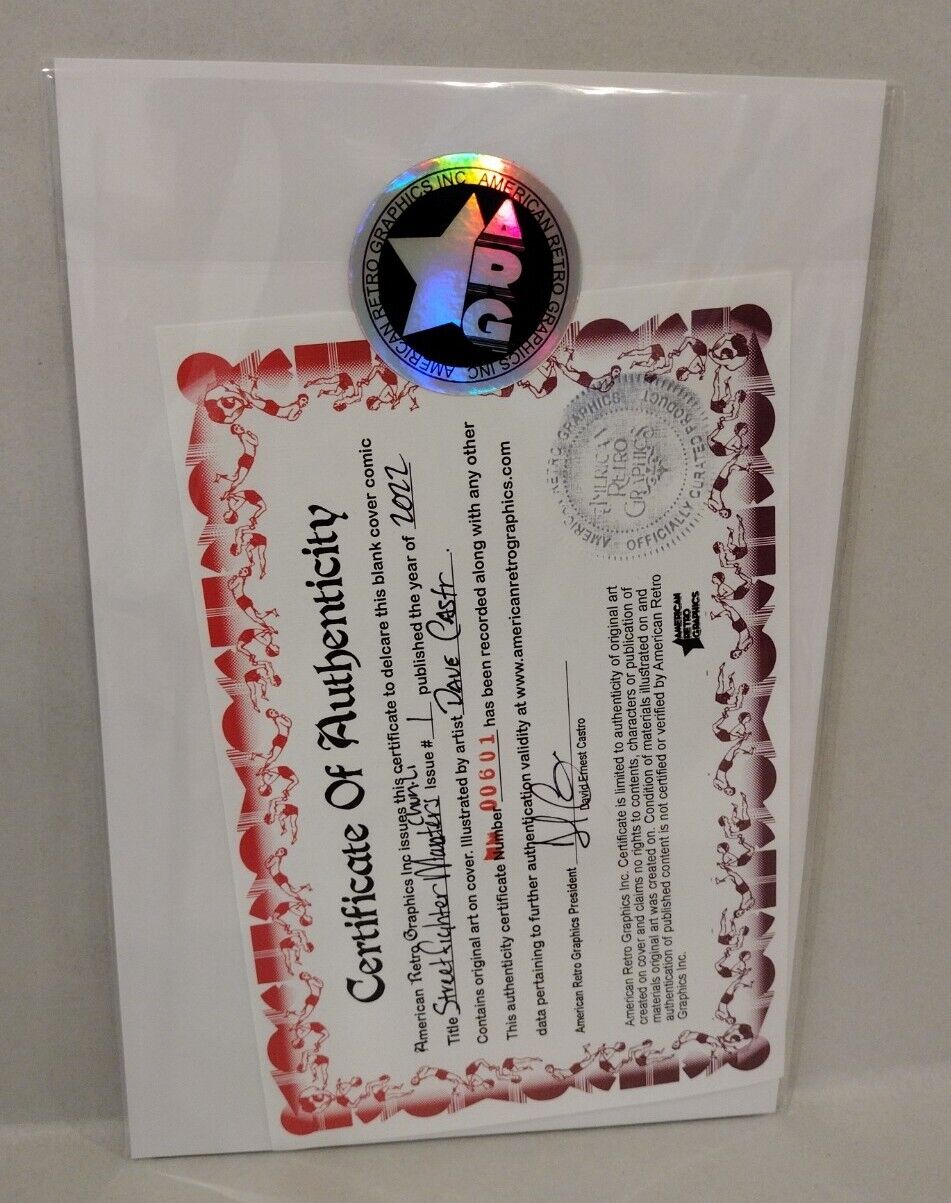 AMERICAN RETRO GRAPHICS INC AMERICAN RETRO GRAPHICS INC
ARG
Certificate Of Authenticity
American Retro Graphics Inc issues this certificate to delcare this blank cover comic
Title Street Fighter Masters Chun-Li Issue # 1 published the year of 2022
Contains original art on cover. Illustrated by artist Dave Castr.
This authenticity certificate Number 00601 has been recorded along with any other
data pertaining to further authentication validity at www.americanretrographics.com
American Retro Graphics President
David Ernest Castro
American Retro Graphics Inc. Certificate is limited to authenticity of original art
created on cover and claims no rights to contents, characters or publication of
materials original art was created on. Condition of materials illustrated on and
authentication of published content is not certified or verified by American Retro
Graphics Inc.
AMERICAN
RETRO
GRAPHICS
AMERICAN RETRO GRAPHICS
OFFICIALLY CURATED PRODUCT
AMERICAN
RETRO
GRAPHICS